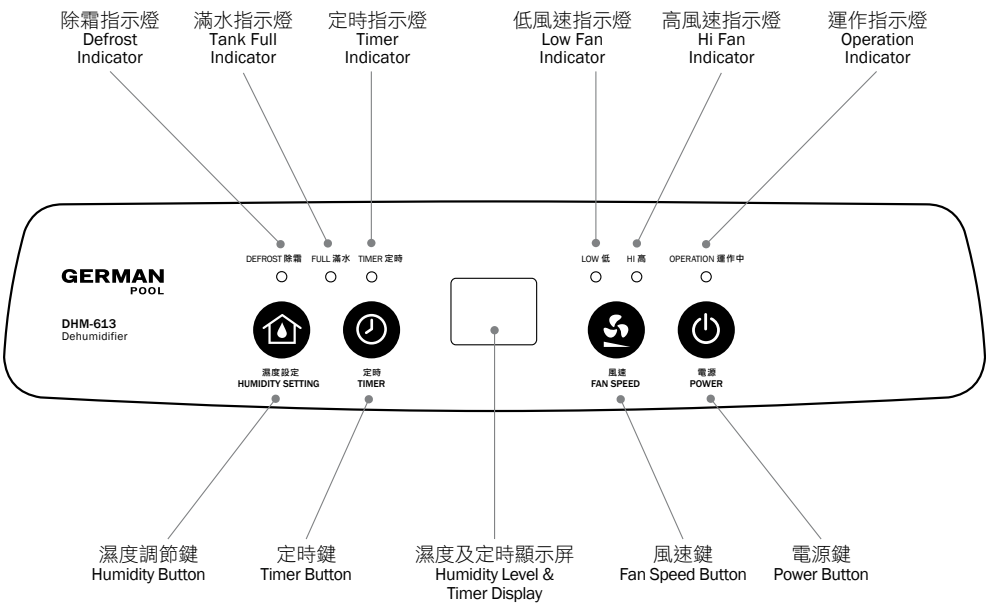 除霜指示燈
Defrost
Indicator
滿水指示燈
Tank Full
Indicator
定時指示燈
Timer
Indicator
低風速指示燈
Low Fan
Indicator
高風速指示燈
Hi Fan
Indicator
運作指示燈
Operation
Indicator
DEFROST 除霜
FULL 滿水
TIMER 定時
LOW 低
HI 高
OPERATION 運作中
GERMAN
POOL
DHM-613
Dehumidifier
濕度設定
HUMIDITY SETTING
定時
TIMER
風速
FAN SPEED
電源
POWER
濕度調節鍵
Humidity Button
定時鍵
Timer Button
濕度及定時顯示屏
Humidity Level &
Timer Display
風速鍵
Fan Speed Button
電源鍵
Power Button